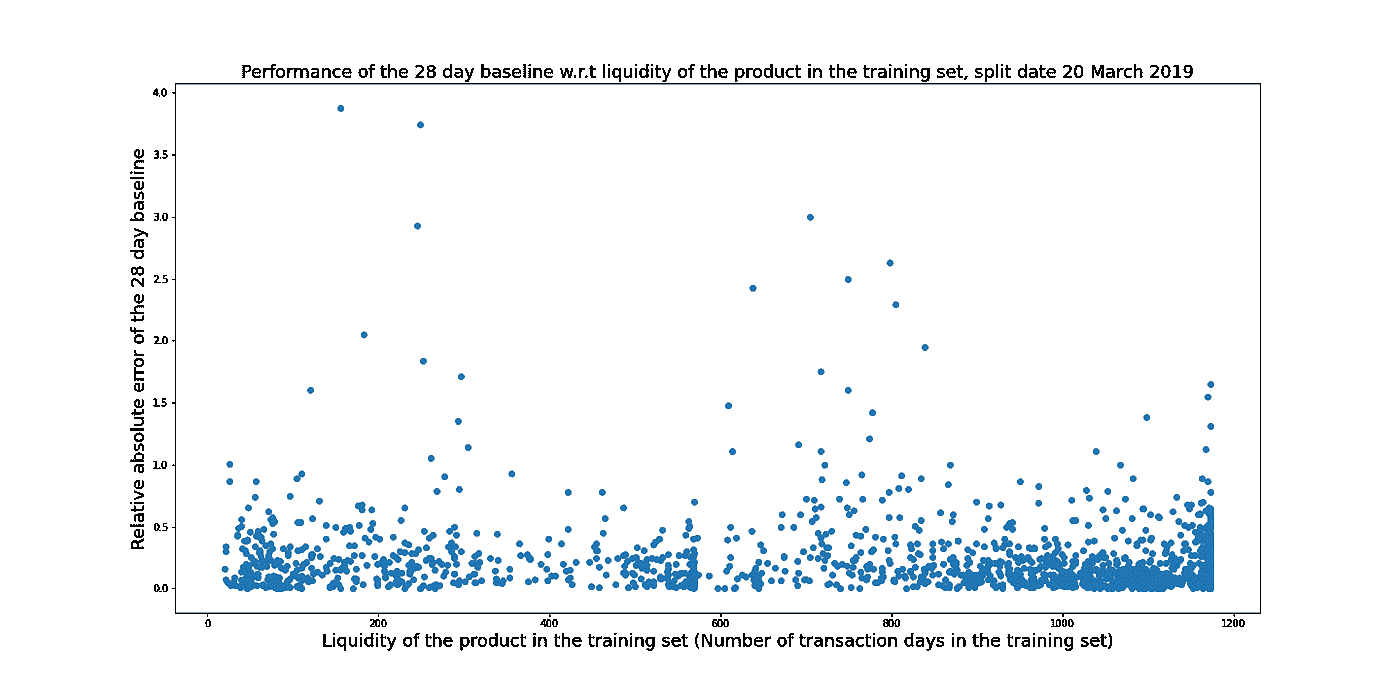 Performance of the 28 day baseline w.r.t liquidity of the product in the training set, split date 20 March 2019
Relative absolute error of the 28 day baseline
4.0
3.5
3.0
2.5
2.0
1.5
1.0
0.5
0.0
0 200 400 600 800 1000 1200
Liquidity of the product in the training set (Number of transaction days in the training set)